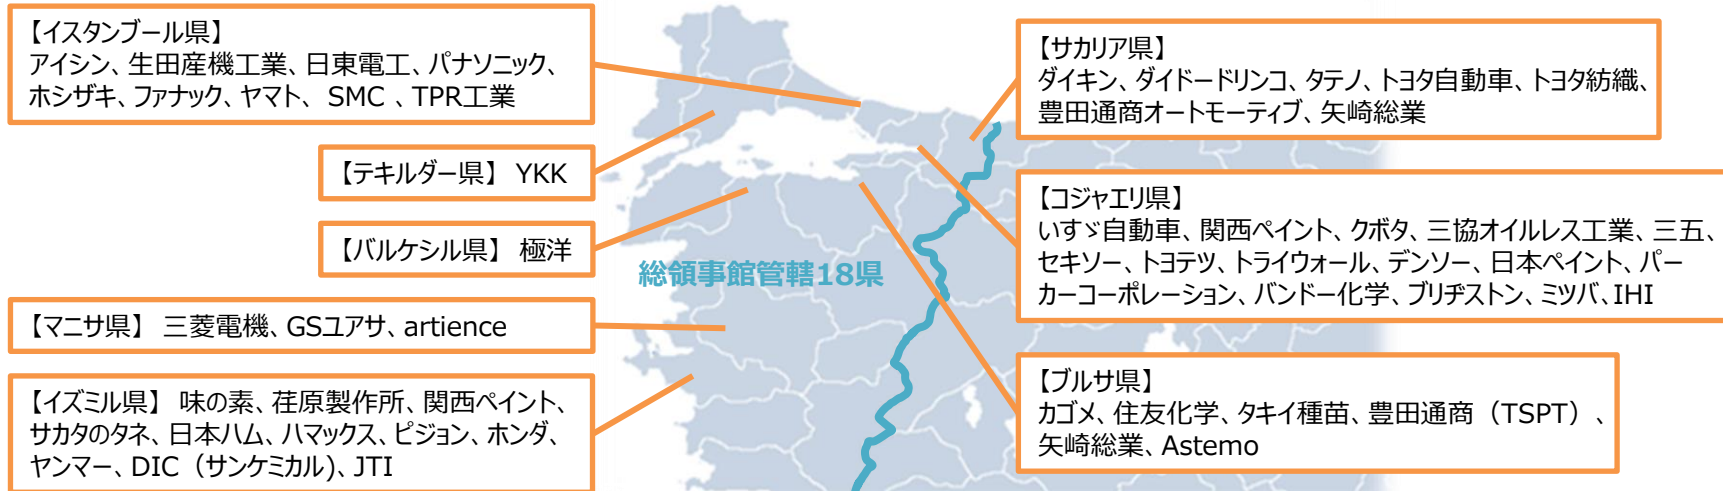 【イスタンブール県】
アイシン、生田産機工業、日東電工、パナソニック、
ホシザキ、ファナック、ヤマト、 SMC 、TPR工業
【テキルダー県】 YKK
【バルケシル県】 極洋
【マニサ県】 三菱電機、GSユアサ、artience
【イズミル県】 味の素、荏原製作所、関西ペイント、
サカタのタネ、日本ハム、ハマックス、ピジョン、ホンダ、
ヤンマー、DIC（サンケミカル)、JTI
総領事館管轄18県
【サカリア県】
ダイキン、ダイドードリンコ、タテノ、トヨタ自動車、トヨタ紡織、
豊田通商オートモーティブ、矢崎総業
【コジャエリ県】
いすゞ自動車、関西ペイント、クボタ、三協オイルレス工業、三五、
セキソー、トヨテツ、トライウォール、デンソー、日本ペイント、パー
カーコーポレーション、バンドー化学、ブリヂストン、ミツバ、IHI
【ブルサ県】
カゴメ、住友化学、タキイ種苗、豊田通商（TSPT）、
矢崎総業、Astemo